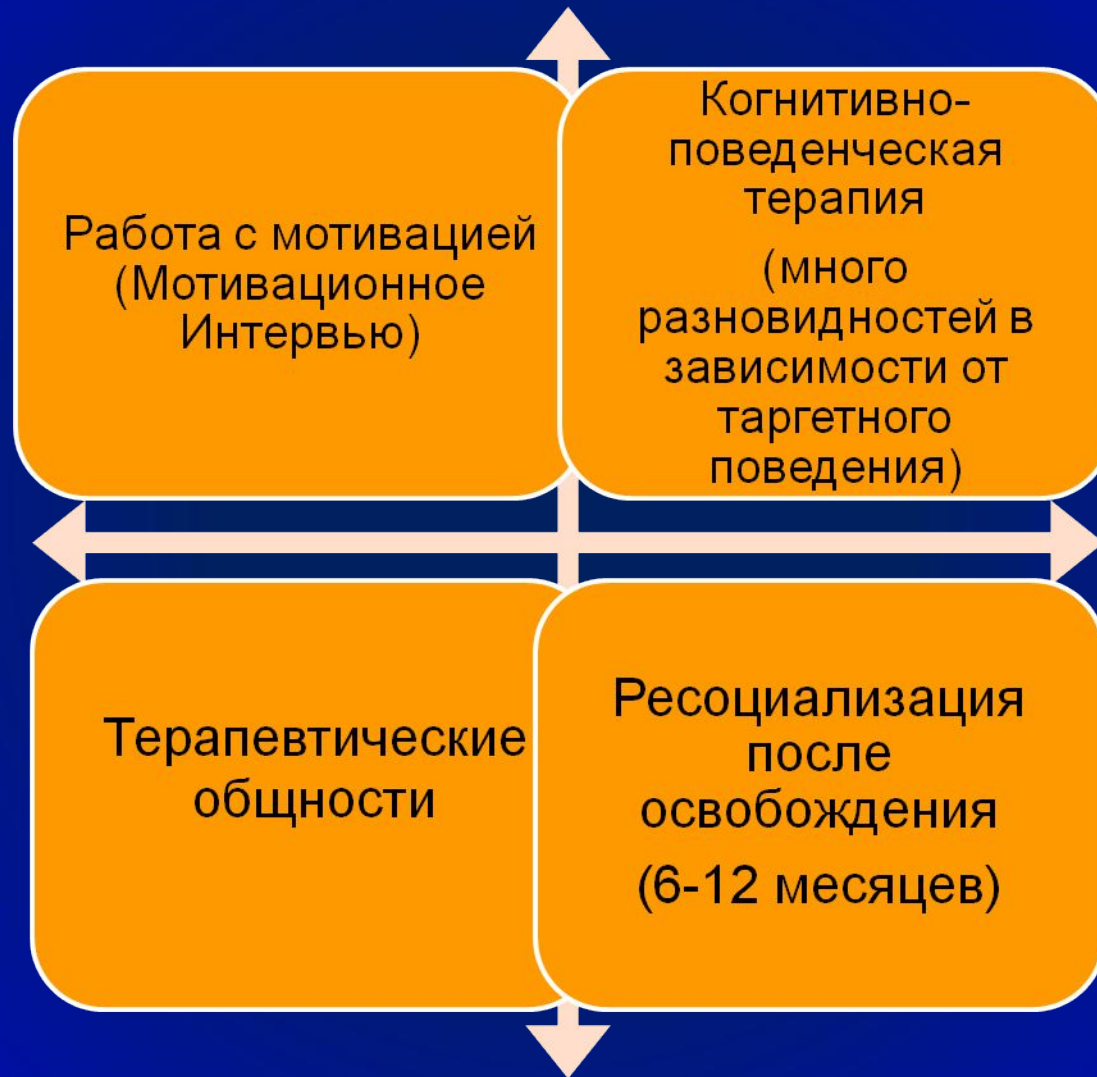 Работа с мотивацией
(Мотивационное
Интервью)
Когнитивно-
поведенческая
терапия
(много
разновидностей в
зависимости от
таргетного
поведения)
Терапевтические
общности
Ресоциализация
после
освобождения
(6-12 месяцев)